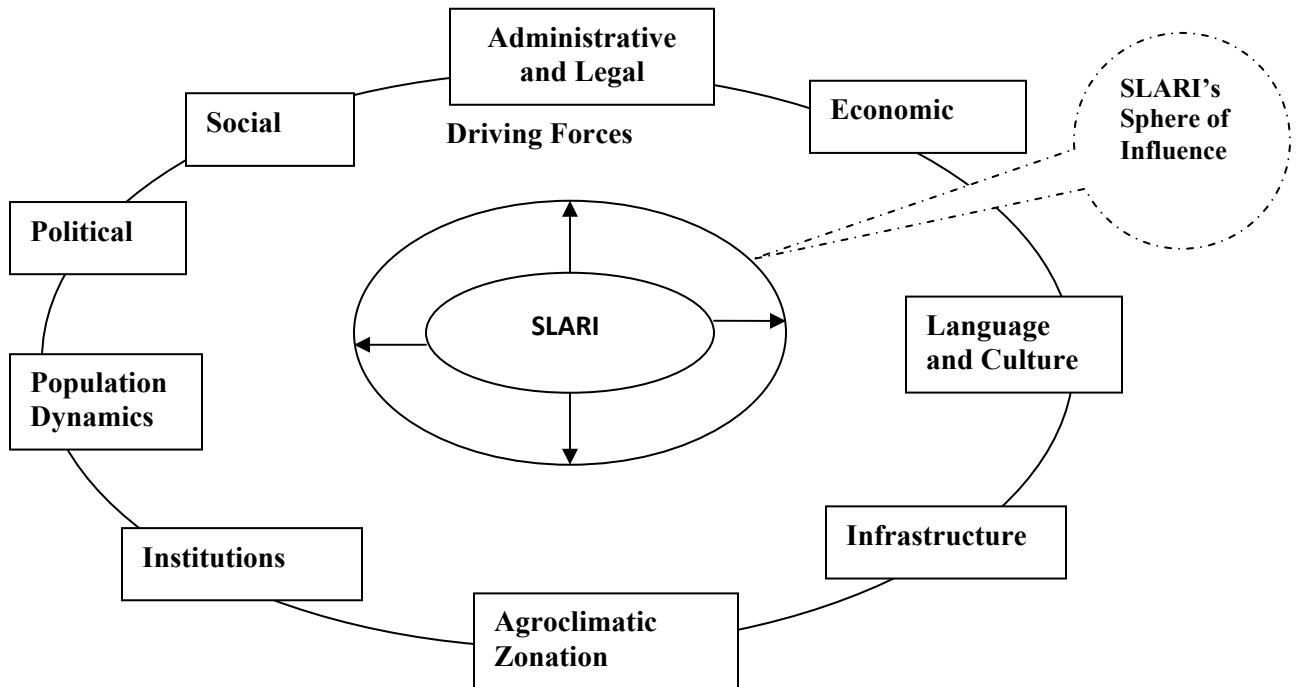 Administrative
and Legal
Social
Economic
SLARI’s
Sphere of
Influence
Driving Forces
Political
SLARI
Language
and Culture
Population
Dynamics
Infrastructure
Institutions
Agroclimatic
Zonation